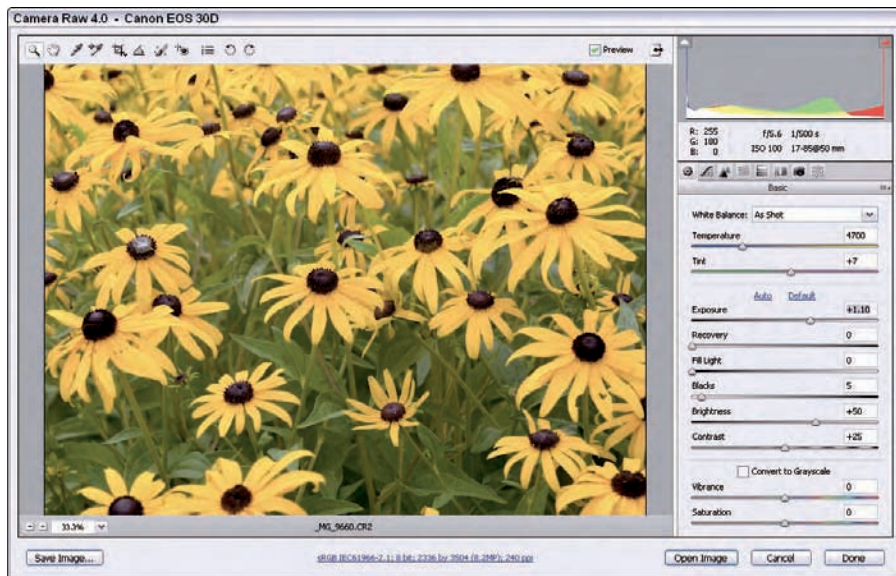 Camera Raw 4.0 - Canon EOS 30D
Preview
R: 255
G: 180
B: 0
f/5.6 1/500 s
ISO 100 17-85@50 mm
Basic
White Balance: As Shot
Temperature 4700
Tint +7
Auto Default
Exposure +1.10
Recovery 0
Fill Light 0
Blacks 5
Brightness +50
Contrast +25
Convert to Grayscale
Vibrance 0
Saturation 0
33.3% _MG_9660.CR2
Save Image... sRGB IEC61966-2.1; 8 bit; 2336 by 3504 (8.2MP); 240 ppi Open Image Cancel Done